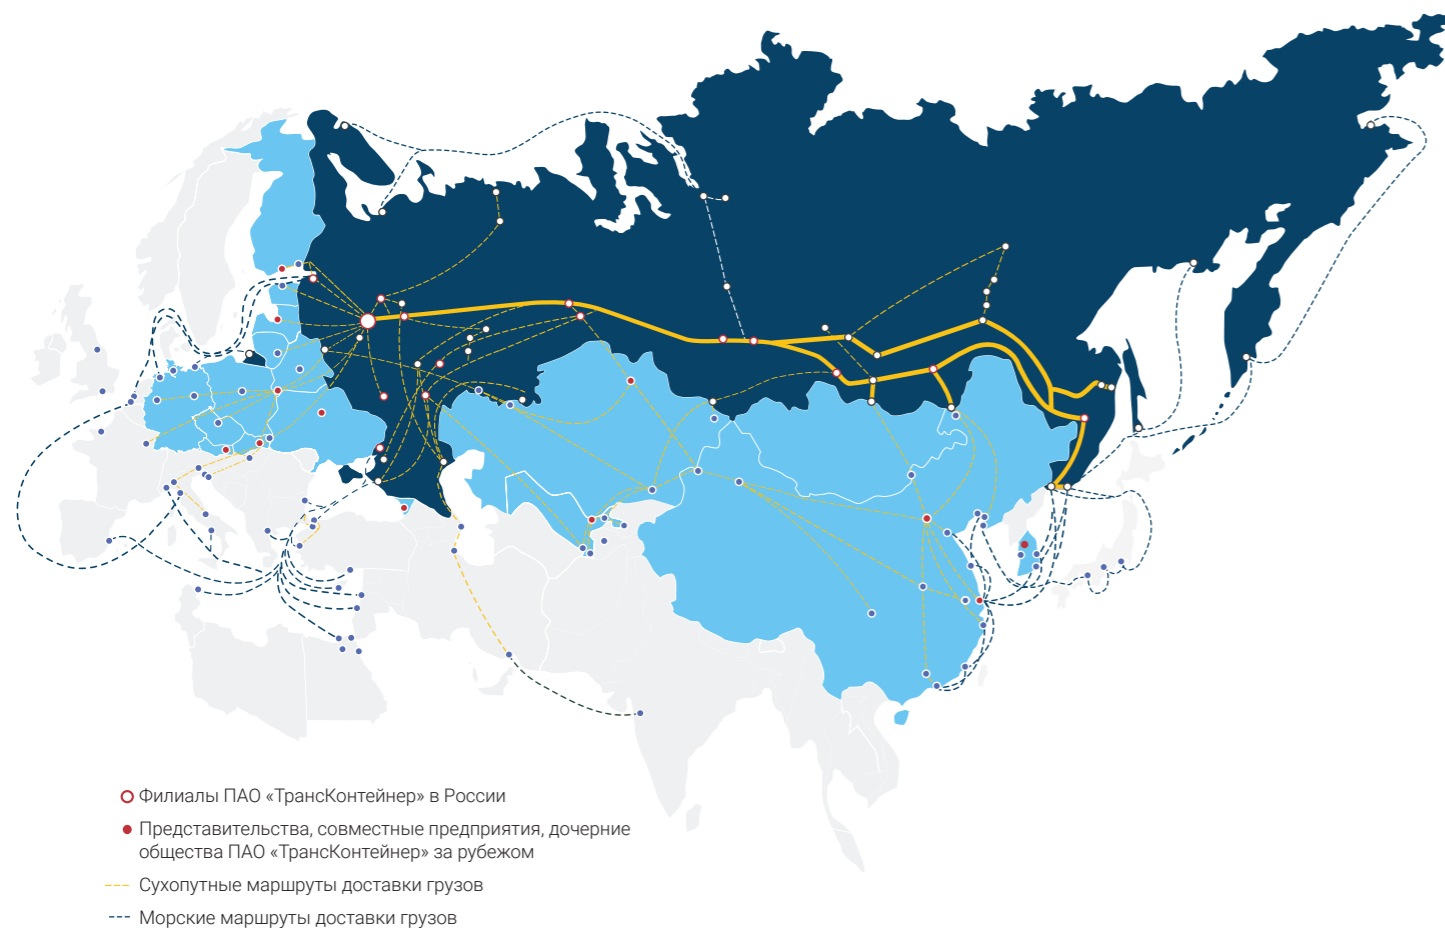 Филиалы ПАО «ТрансКонтейнер» в России
Представительства, совместные предприятия, дочерние
общества ПАО «ТрансКонтейнер» за рубежом
Сухопутные маршруты доставки грузов
Морские маршруты доставки грузов